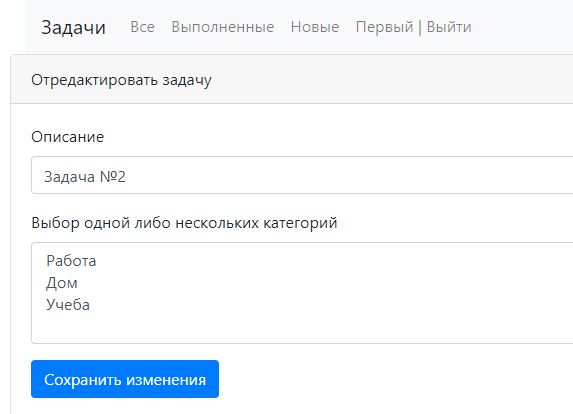 Задачи Все Выполненные Новые Первый | Выйти
Отредактировать задачу
Описание
Задача №2
Выбор одной либо нескольких категорий
Работа
Дом
Учеба
Сохранить изменения